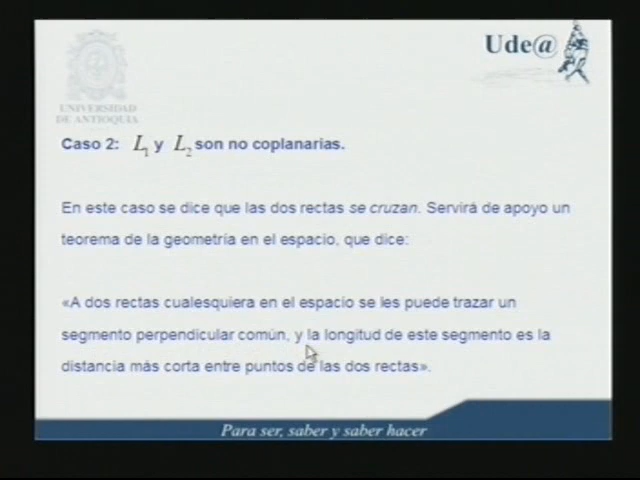 Ude@
UNIVERSIDAD
DE ANTIOQUIA
Caso 2: L1 y L2 son no coplanarias.
En este caso se dice que las dos rectas se cruzan. Servirá de apoyo un
teorema de la geometría en el espacio, que dice:
«A dos rectas cualesquiera en el espacio se les puede trazar un
segmento perpendicular común, y la longitud de este segmento es la
distancia más corta entre puntos de las dos rectas».
Para ser, saber y saber hacer